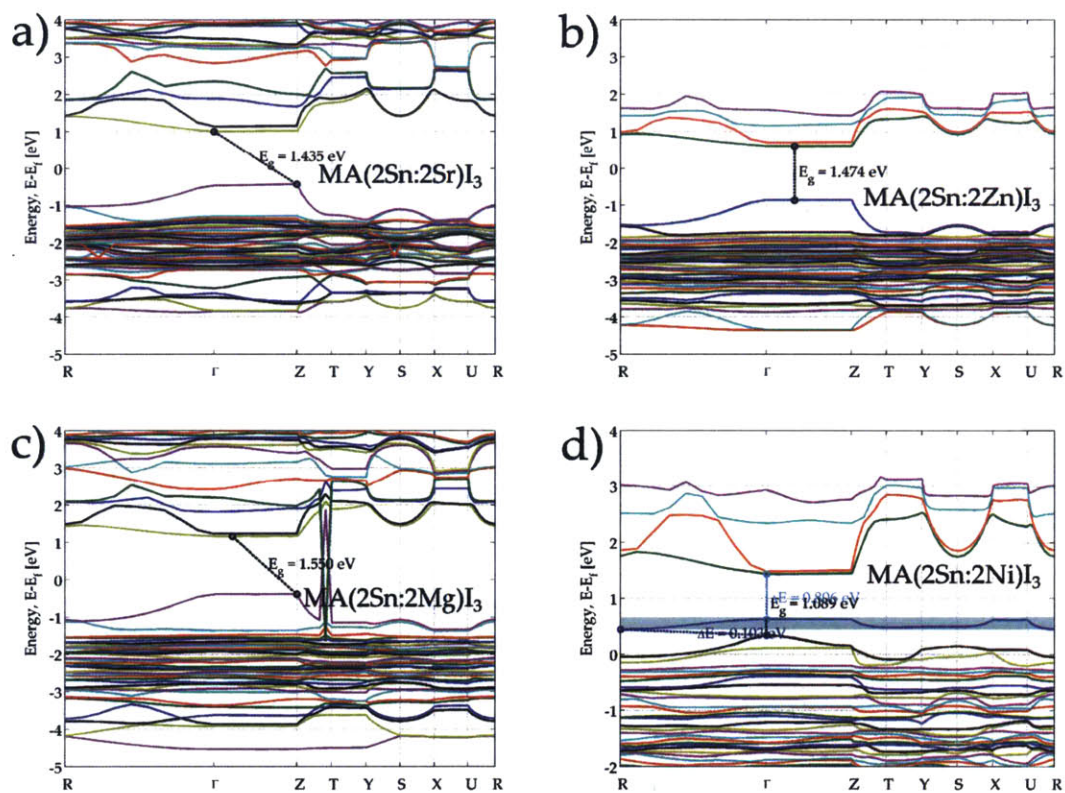 a)
4
3
2
1
0
-1
-2
-3
-4
-5
Energy, E-E_f [eV]
E_g = 1.435 eV
MA(2Sn:2Sr)I_3
R Γ Z T Y S X U R
b)
4
3
2
1
0
-1
-2
-3
-4
-5
Energy, E-E_f [eV]
E_g = 1.474 eV
MA(2Sn:2Zn)I_3
R Γ Z T Y S X U R
c)
4
3
2
1
0
-1
-2
-3
-4
-5
Energy, E-E_f [eV]
E_g = 1.550 eV
MA(2Sn:2Mg)I_3
R Γ Z T Y S X U R
d)
4
3
2
1
0
-1
-2
Energy, E-E_f [eV]
MA(2Sn:2Ni)I_3
E_g = 1.089 eV
R Γ Z T Y S X U R